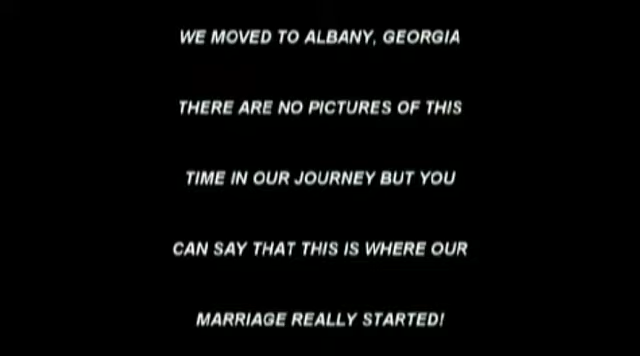 WE MOVED TO ALBANY, GEORGIA
THERE ARE NO PICTURES OF THIS
TIME IN OUR JOURNEY BUT YOU
CAN SAY THAT THIS IS WHERE OUR
MARRIAGE REALLY STARTED!